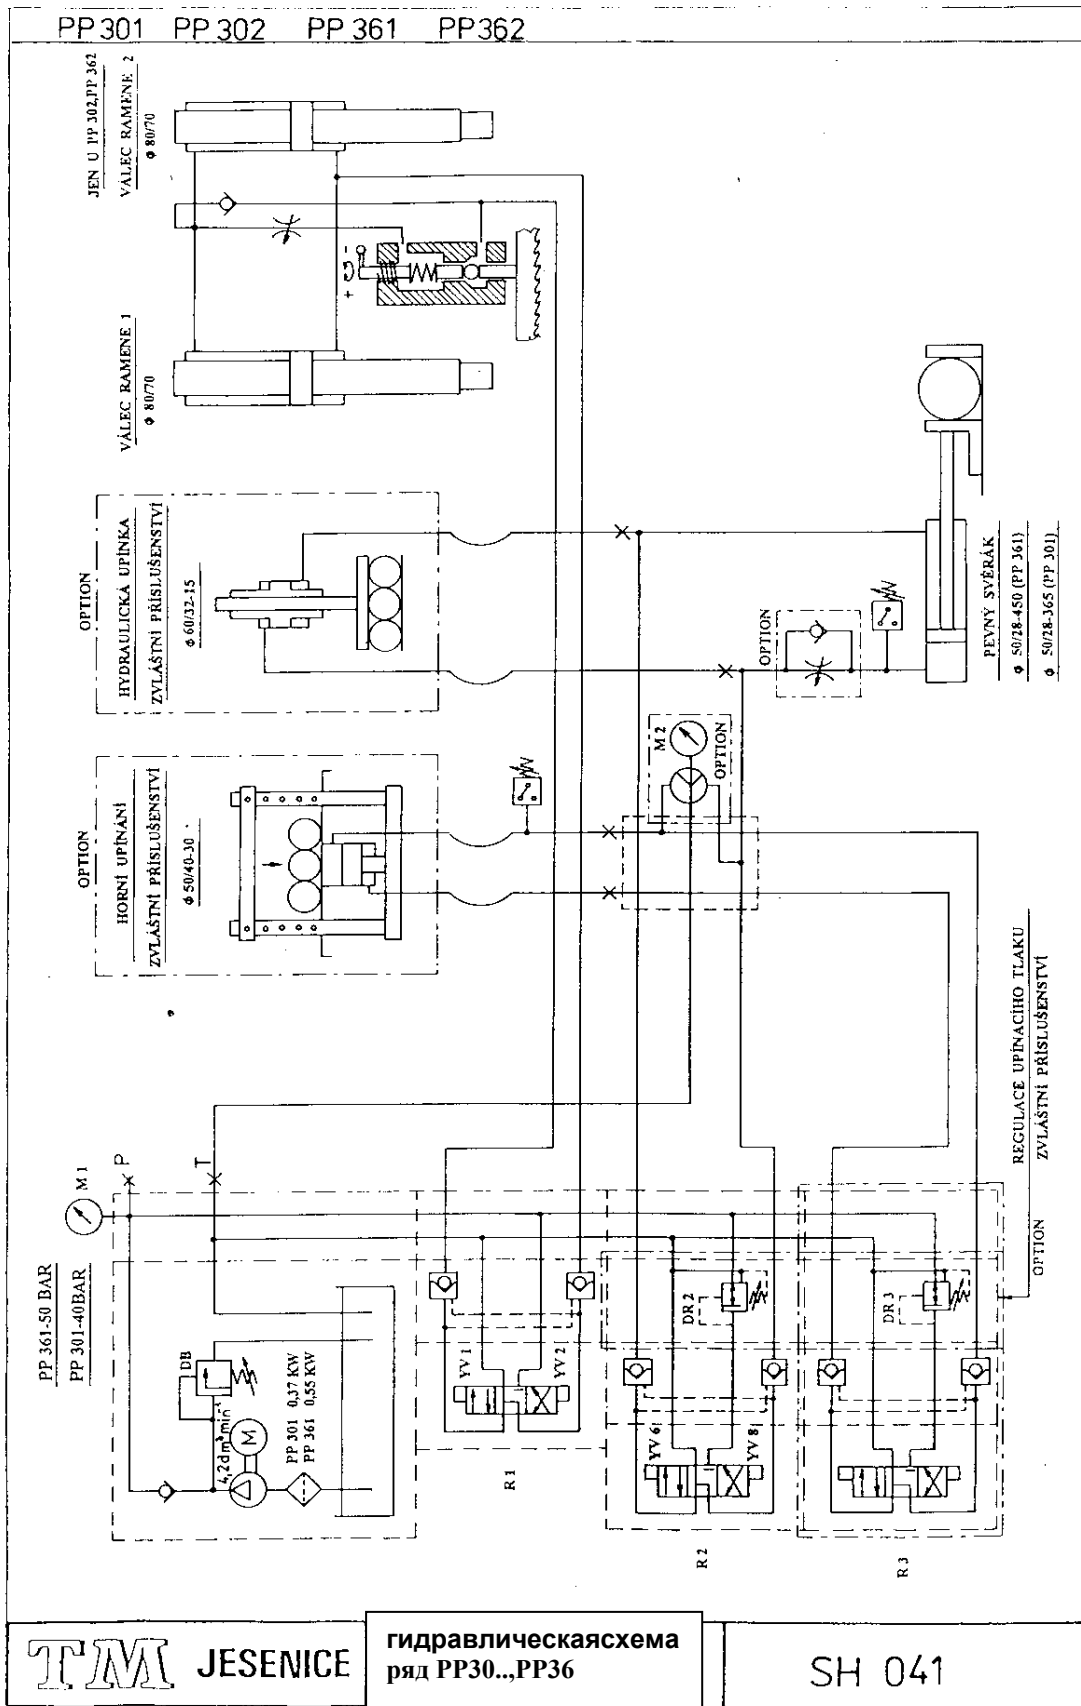 PP301 PP302 PP361 PP362
JEN U PP 302,PP 362
VÁLEC RAMENE 2
ϕ 80/70
VÁLEC RAMENE 1
ϕ 80/70
+ -
OPTION
HYDRAULICKÁ UPÍNKA
ZVLÁŠTNÍ PŘÍSLUŠENSTVÍ
ϕ 60/32-15
OPTION
HORNÍ UPÍNÁNÍ
ZVLÁŠTNÍ PŘÍSLUŠENSTVÍ
ϕ 50/40-30
OPTION
PEVNÝ SVĚRÁK
ϕ 50/28-450 (PP 361)
ϕ 50/28-365 (PP 301)
M 2
OPTION
REGULACE UPÍNACÍHO TLAKU
ZVLÁŠTNÍ PŘÍSLUŠENSTVÍ
OPTION
M 1
P
T
PP 361-50 BAR
PP 301-40BAR
DB
4,2dm³min⁻¹
M
PP 301 0,37 KW
PP 361 0,55 KW
YV 1
YV 2
R 1
DR 2
YV 6
YV 8
R 2
DR 3
R 3
TM JESENICE
гидравлическаясхема
ряд PP30..,PP36
SH 041